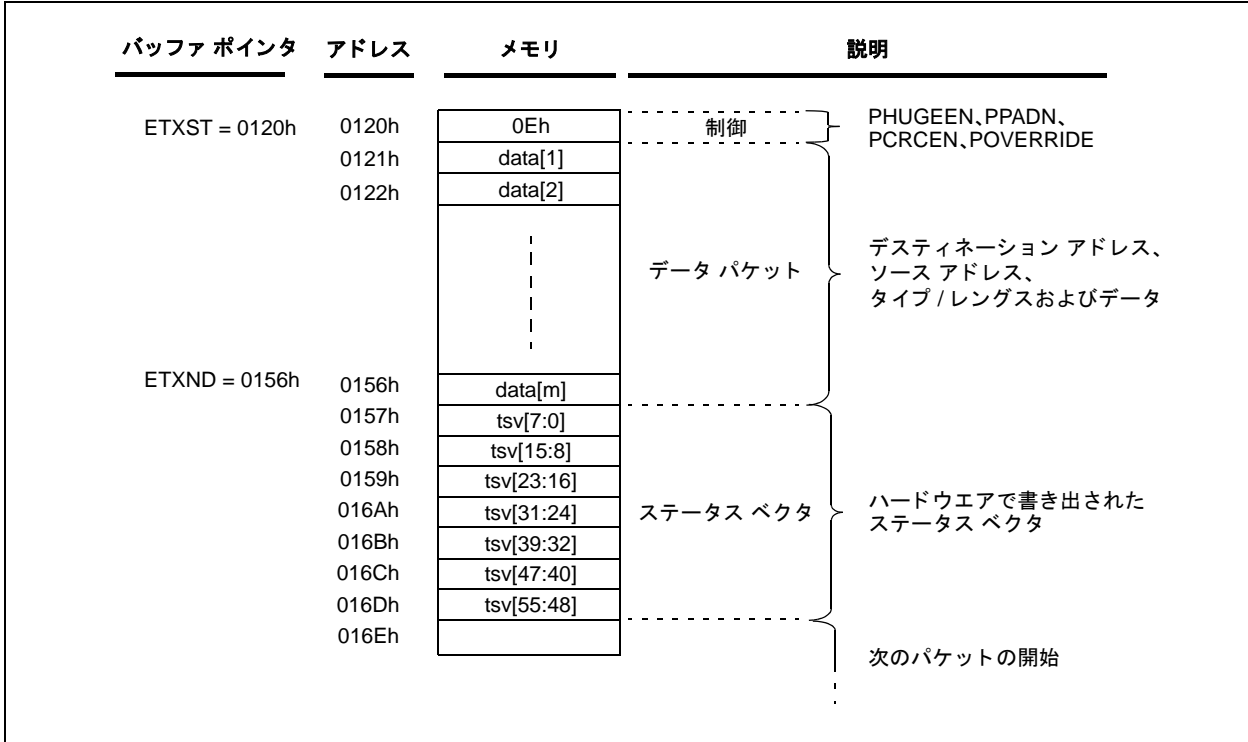 バッファ ポインタ アドレス メモリ 説明
ETXST = 0120h 0120h 0Eh 制御 PHUGEEN、PPADN、
PCRCEN、POVERRIDE
0121h data[1]
0122h data[2]
データ パケット
デスティネーション アドレス、
ソース アドレス、
タイプ / レングスおよびデータ
ETXND = 0156h 0156h data[m]
0157h tsv[7:0]
0158h tsv[15:8]
0159h tsv[23:16]
016Ah tsv[31:24]
016Bh tsv[39:32]
016Ch tsv[47:40]
016Dh tsv[55:48]
ステータス ベクタ
ハードウエアで書き出された
ステータス ベクタ
016Eh
次のパケットの開始